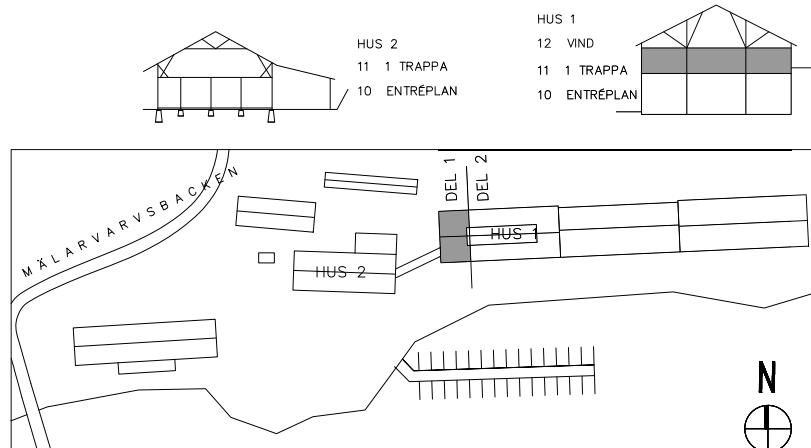 HUS 2
11 1 TRAPPA
10 ENTRÉPLAN
HUS 1
12 VIND
11 1 TRAPPA
10 ENTRÉPLAN
MÄLARVARVSBACKEN
DEL 1
DEL 2
HUS 1
HUS 2
N